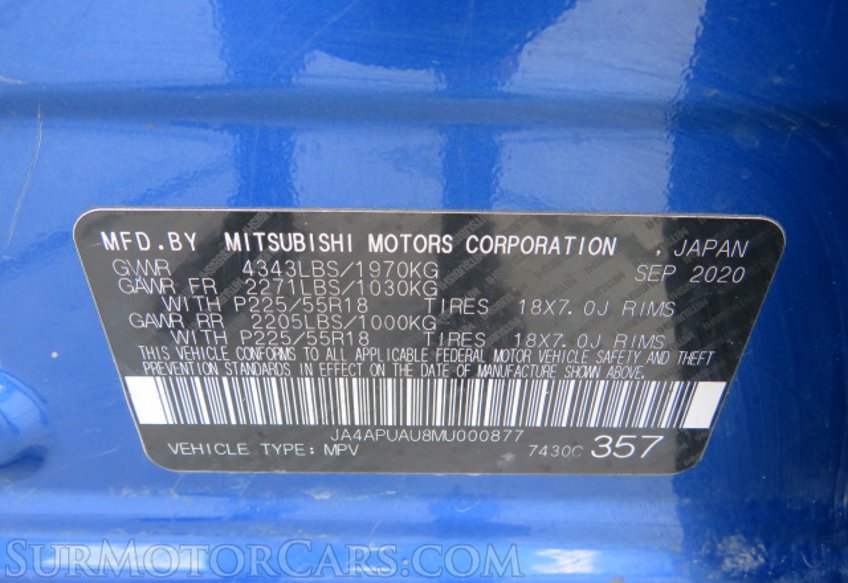 MFD.BY MITSUBISHI MOTORS CORPORATION , JAPAN
GVWR 4343LBS/1970KG SEP 2020
GAWR FR 2271LBS/1030KG
WITH P225/55R18 TIRES 18X7.0J RIMS
GAWR RR 2205LBS/1000KG
WITH P225/55R18 TIRES 18X7.0J RIMS
THIS VEHICLE CONFORMS TO ALL APPLICABLE FEDERAL MOTOR VEHICLE SAFETY AND THEFT
PREVENTION STANDARDS IN EFFECT ON THE DATE OF MANUFACTURE SHOWN ABOVE.
JA4APUAU8MU000877
VEHICLE TYPE: MPV 7430C 357
SURMOTORCARS.COM